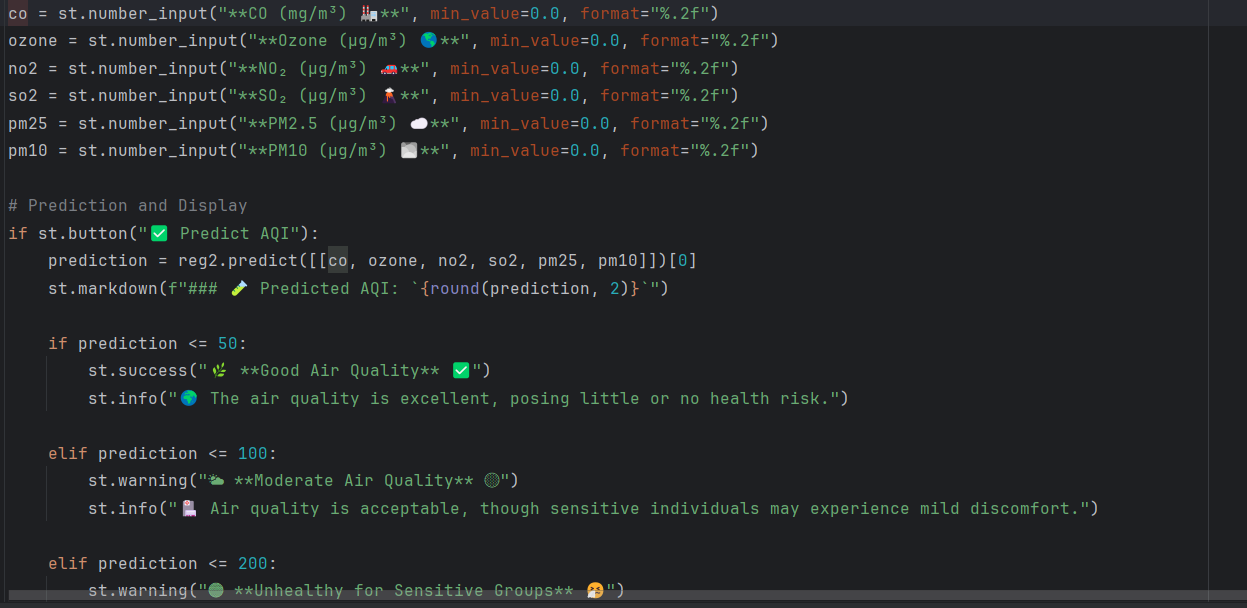 co = st.number_input("**CO (mg/m³) 🏭**", min_value=0.0, format="%.2f")
ozone = st.number_input("**Ozone (µg/m³) 🌎**", min_value=0.0, format="%.2f")
no2 = st.number_input("**NO₂ (µg/m³) 🚗**", min_value=0.0, format="%.2f")
so2 = st.number_input("**SO₂ (µg/m³) 🌋**", min_value=0.0, format="%.2f")
pm25 = st.number_input("**PM2.5 (µg/m³) ☁️**", min_value=0.0, format="%.2f")
pm10 = st.number_input("**PM10 (µg/m³) 🌫️**", min_value=0.0, format="%.2f")
# Prediction and Display
if st.button("✅ Predict AQI"):
prediction = reg2.predict([[co, ozone, no2, so2, pm25, pm10]])[0]
st.markdown(f"### 🧪 Predicted AQI: `{round(prediction, 2)}`")
if prediction <= 50:
st.success("🌿 **Good Air Quality** ✅")
st.info("🌍 The air quality is excellent, posing little or no health risk.")
elif prediction <= 100:
st.warning("🌥 **Moderate Air Quality** 🟡")
st.info("Air quality is acceptable, though sensitive individuals may experience mild discomfort.")
elif prediction <= 200:
st.warning("🟠 **Unhealthy for Sensitive Groups** 🤧")